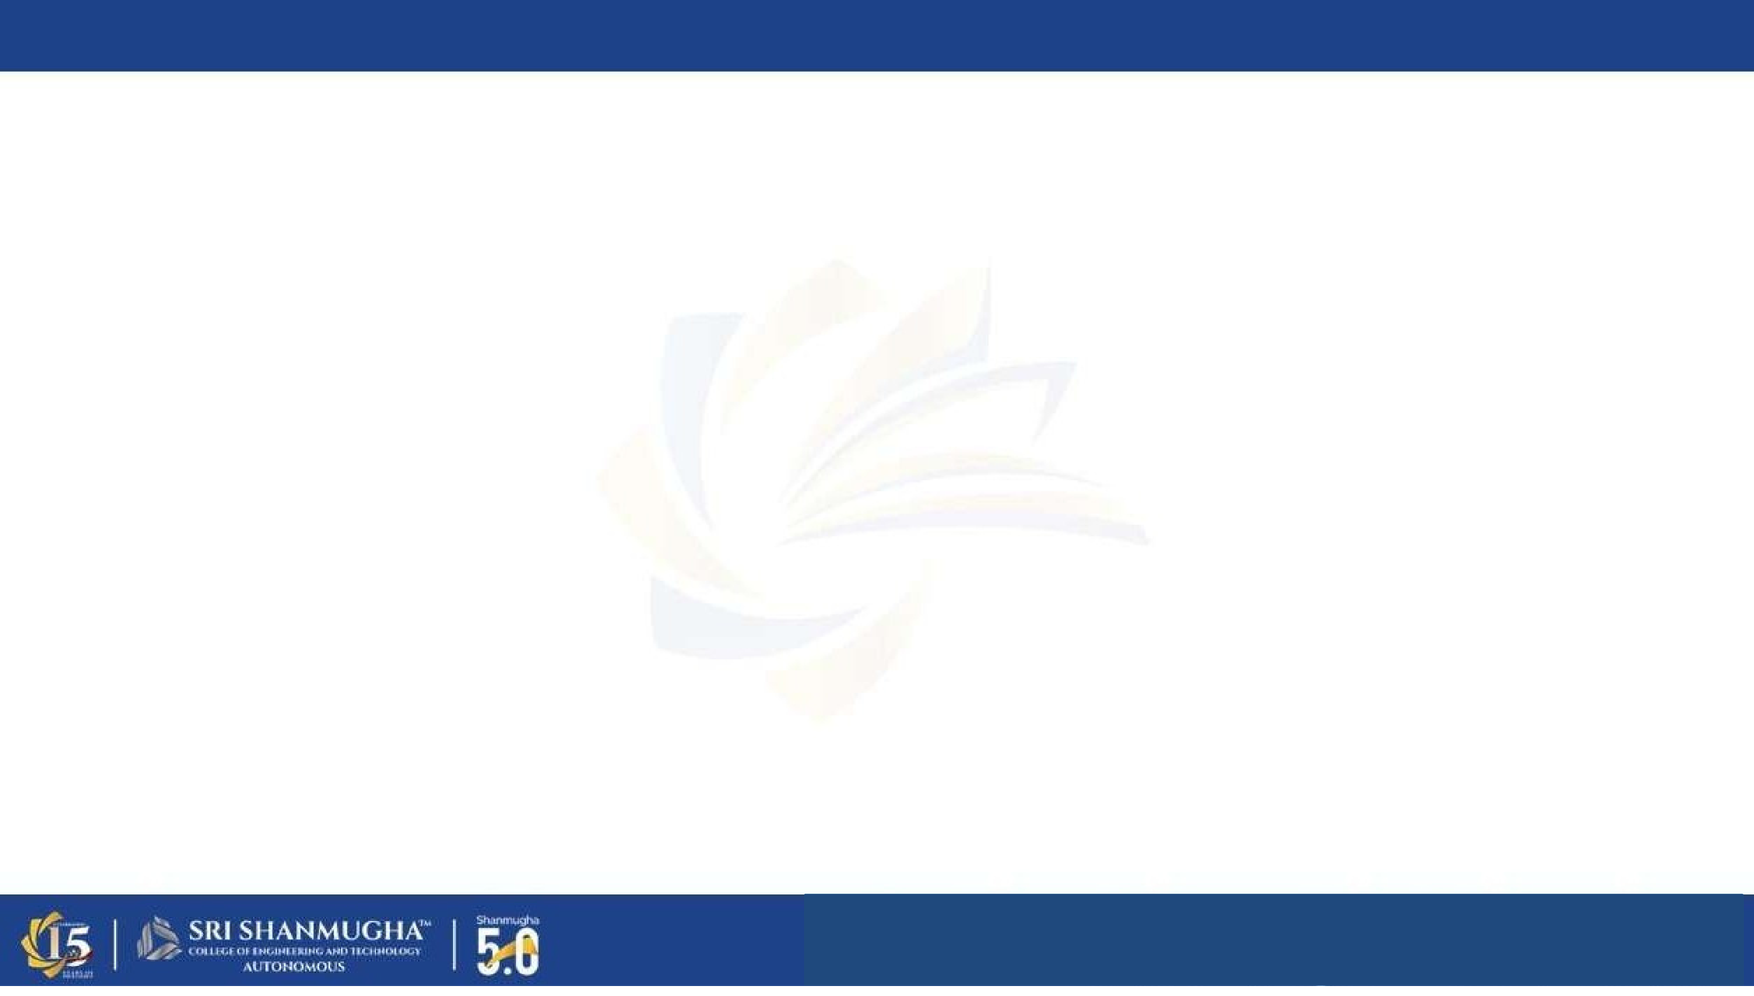 15
SRI SHANMUGHA™
COLLEGE OF ENGINEERING AND TECHNOLOGY
AUTONOMOUS
Shanmugha
5.0